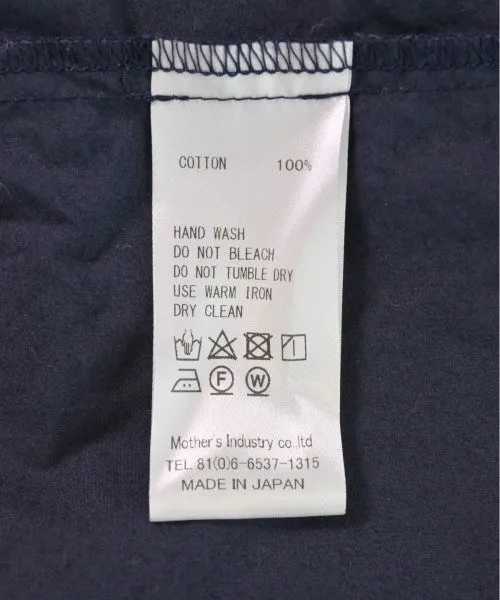 COTTON 100%
HAND WASH
DO NOT BLEACH
DO NOT TUMBLE DRY
USE WARM IRON
DRY CLEAN
F W
Mother's Industry co.ltd
TEL 81(0)6-6537-1315
MADE IN JAPAN